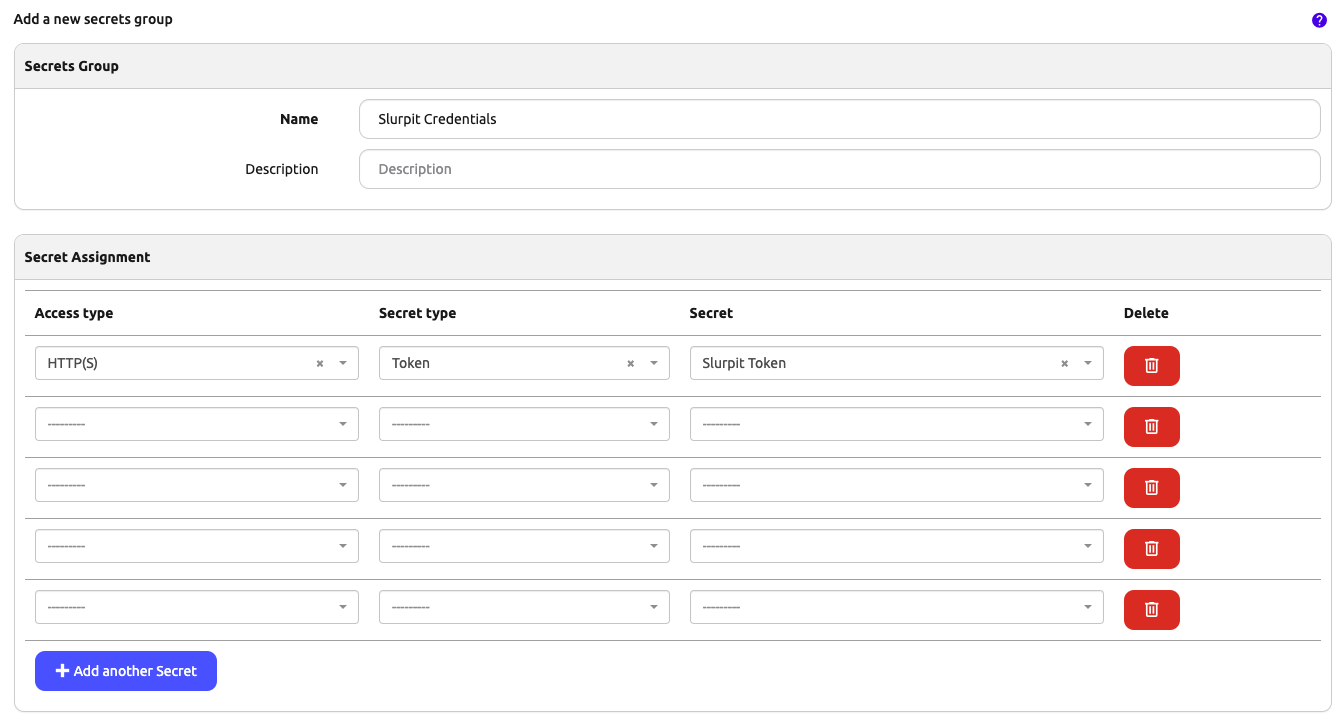 Add a new secrets group
?
Secrets Group
Name Slurpit Credentials
Description Description
Secret Assignment
Access type Secret type Secret Delete
HTTP(S) × Token × Slurpit Token ×
--------- --------- ---------
--------- --------- ---------
--------- --------- ---------
--------- --------- ---------
+ Add another Secret